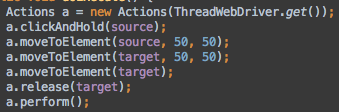 Actions a = new Actions(ThreadWebDriver.get());
a.clickAndHold(source);
a.moveToElement(source, 50, 50);
a.moveToElement(target, 50, 50);
a.moveToElement(target);
a.release(target);
a.perform();